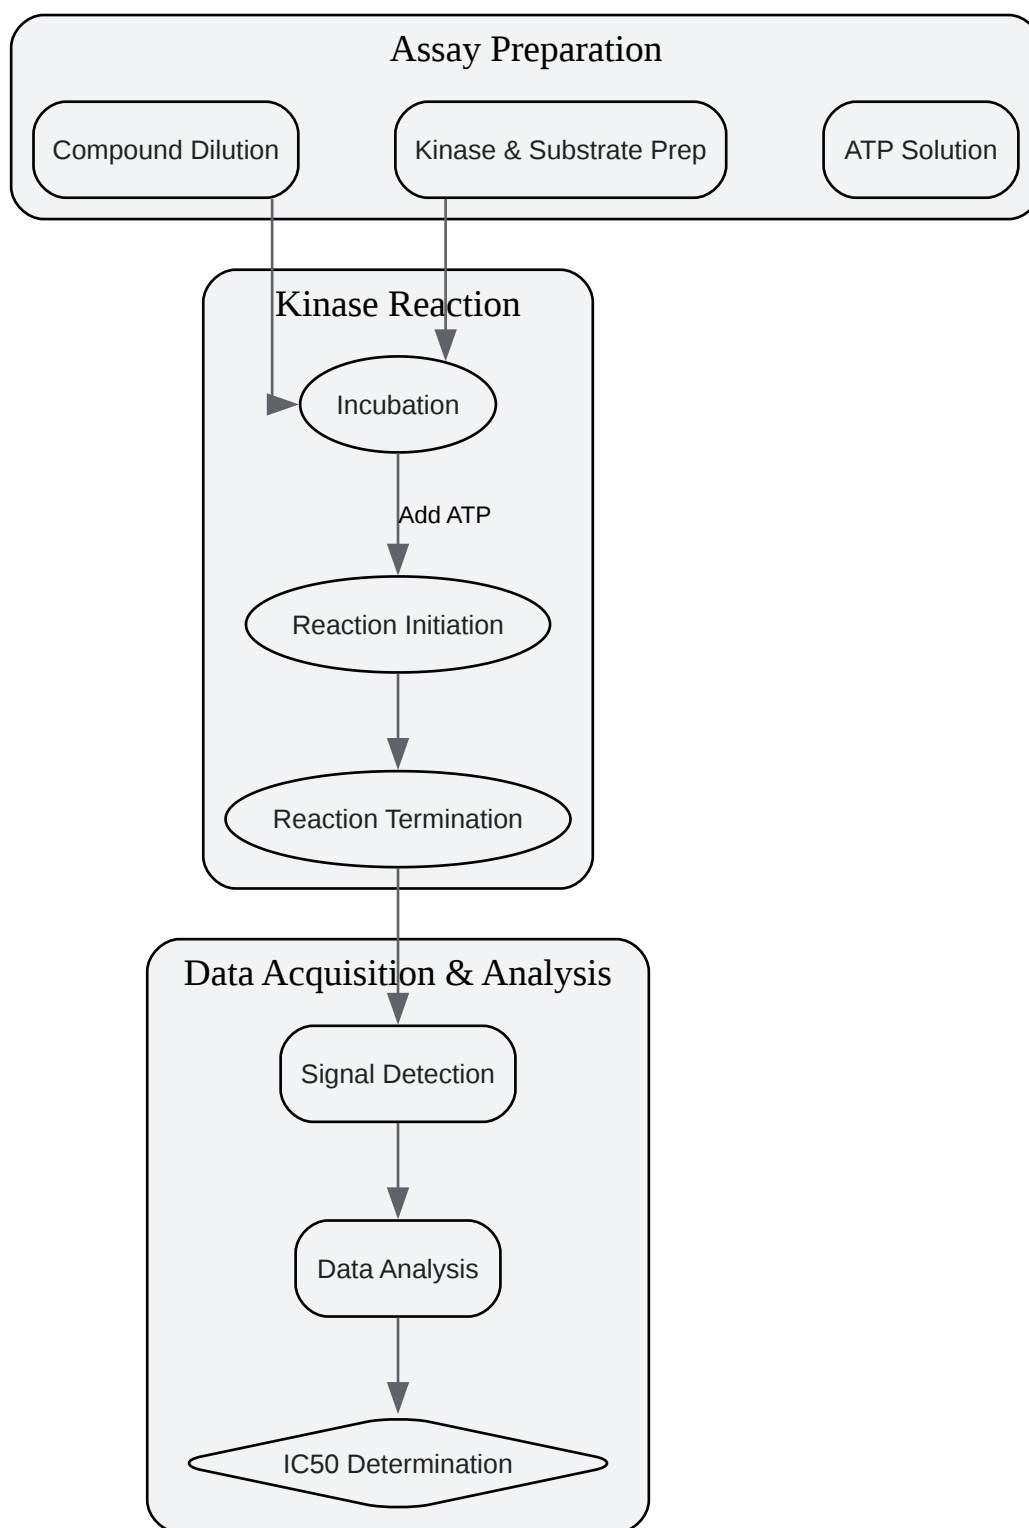 Assay Preparation
Compound Dilution
Kinase & Substrate Prep
ATP Solution
Kinase Reaction
Incubation
Add ATP
Reaction Initiation
Reaction Termination
Data Acquisition & Analysis
Signal Detection
Data Analysis
IC50 Determination